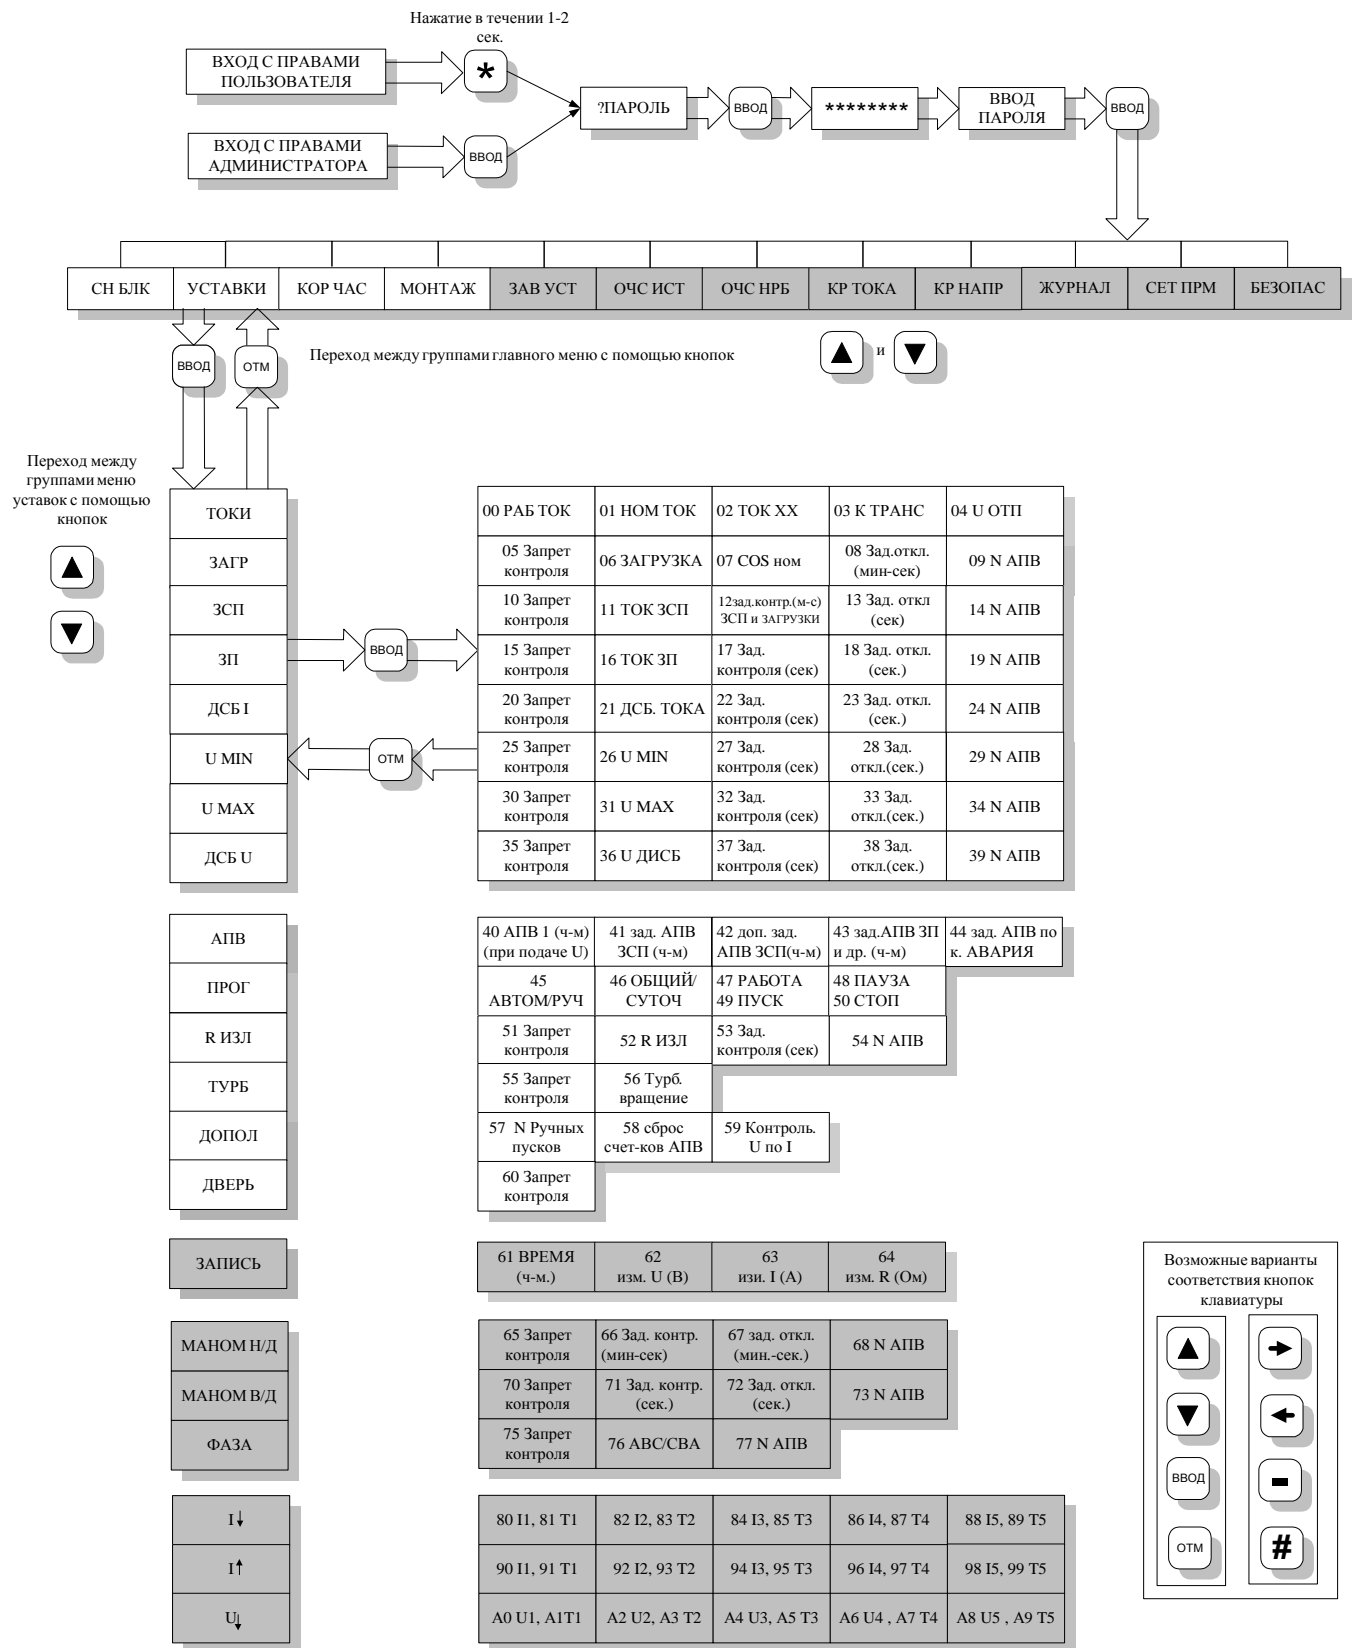 Нажатие в течении 1-2
сек.
ВХОД С ПРАВАМИ
ПОЛЬЗОВАТЕЛЯ
*
?ПАРОЛЬ
ВВОД
********
ВВОД
ПАРОЛЯ
ВВОД
ВХОД С ПРАВАМИ
АДМИНИСТРАТОРА
ВВОД
СН БЛК
УСТАВКИ
КОР ЧАС
МОНТАЖ
ЗАВ УСТ
ОЧС ИСТ
ОЧС НРБ
КР ТОКА
КР НАПР
ЖУРНАЛ
СЕТ ПРМ
БЕЗОПАС
ВВОД
ОТМ
Переход между группами главного меню с помощью кнопок
▲ и ▼
Переход между
группами меню
уставок с помощью
кнопок
▲
▼
ТОКИ
00 РАБ ТОК
01 НОМ ТОК
02 ТОК ХХ
03 К ТРАНС
04 U ОТП
ЗАГР
05 Запрет
контроля
06 ЗАГРУЗКА
07 COS ном
08 Зад.откл.
(мин-сек)
09 N АПВ
ЗСП
10 Запрет
контроля
11 ТОК ЗСП
12зад.контр.(м-с)
ЗСП и ЗАГРУЗКИ
13 Зад. откл
(сек)
14 N АПВ
ВВОД
ЗП
15 Запрет
контроля
16 ТОК ЗП
17 Зад.
контроля (сек)
18 Зад. откл.
(сек.)
19 N АПВ
ДСБ I
20 Запрет
контроля
21 ДСБ. ТОКА
22 Зад.
контроля (сек)
23 Зад. откл.
(сек.)
24 N АПВ
U MIN
ОТМ
25 Запрет
контроля
26 U MIN
27 Зад.
контроля (сек)
28 Зад.
откл.(сек.)
29 N АПВ
U MAX
30 Запрет
контроля
31 U MAX
32 Зад.
контроля (сек)
33 Зад.
откл.(сек.)
34 N АПВ
ДСБ U
35 Запрет
контроля
36 U ДИСБ
37 Зад.
контроля (сек)
38 Зад.
откл.(сек.)
39 N АПВ
АПВ
40 АПВ 1 (ч-м)
(при подаче U)
41 зад. АПВ
ЗСП (ч-м)
42 доп. зад.
АПВ ЗСП(ч-м)
43 зад.АПВ ЗП
и др. (ч-м)
44 зад. АПВ по
к. АВАРИЯ
ПРОГ
45
АВТОМ/РУЧ
46 ОБЩИЙ/
СУТОЧ
47 РАБОТА
49 ПУСК
48 ПАУЗА
50 СТОП
R ИЗЛ
51 Запрет
контроля
52 R ИЗЛ
53 Зад.
контроля (сек)
54 N АПВ
ТУРБ
55 Запрет
контроля
56 Турб.
вращение
ДОПОЛ
57 N Ручных
пусков
58 сброс
счет-ков АПВ
59 Контроль.
U по I
ДВЕРЬ
60 Запрет
контроля
ЗАПИСЬ
61 ВРЕМЯ
(ч-м.)
62
изм. U (В)
63
изи. I (А)
64
изм. R (Ом)
МАНОМ Н/Д
65 Запрет
контроля
66 Зад. контр.
(мин-сек)
67 зад. откл.
(мин.-сек.)
68 N АПВ
МАНОМ В/Д
70 Запрет
контроля
71 Зад. контр.
(сек.)
72 Зад. откл.
(сек.)
73 N АПВ
ФАЗА
75 Запрет
контроля
76 АВС/СВА
77 N АПВ
I↓
80 I1, 81 T1
82 I2, 83 T2
84 I3, 85 T3
86 I4, 87 T4
88 I5, 89 T5
I↑
90 I1, 91 T1
92 I2, 93 T2
94 I3, 95 T3
96 I4, 97 T4
98 I5, 99 T5
U↓
A0 U1, A1T1
A2 U2, A3 T2
A4 U3, A5 T3
A6 U4 , A7 T4
A8 U5 , A9 T5
Возможные варианты
соответствия кнопок
клавиатуры
▲ →
▼ ←
ВВОД -
ОТМ #